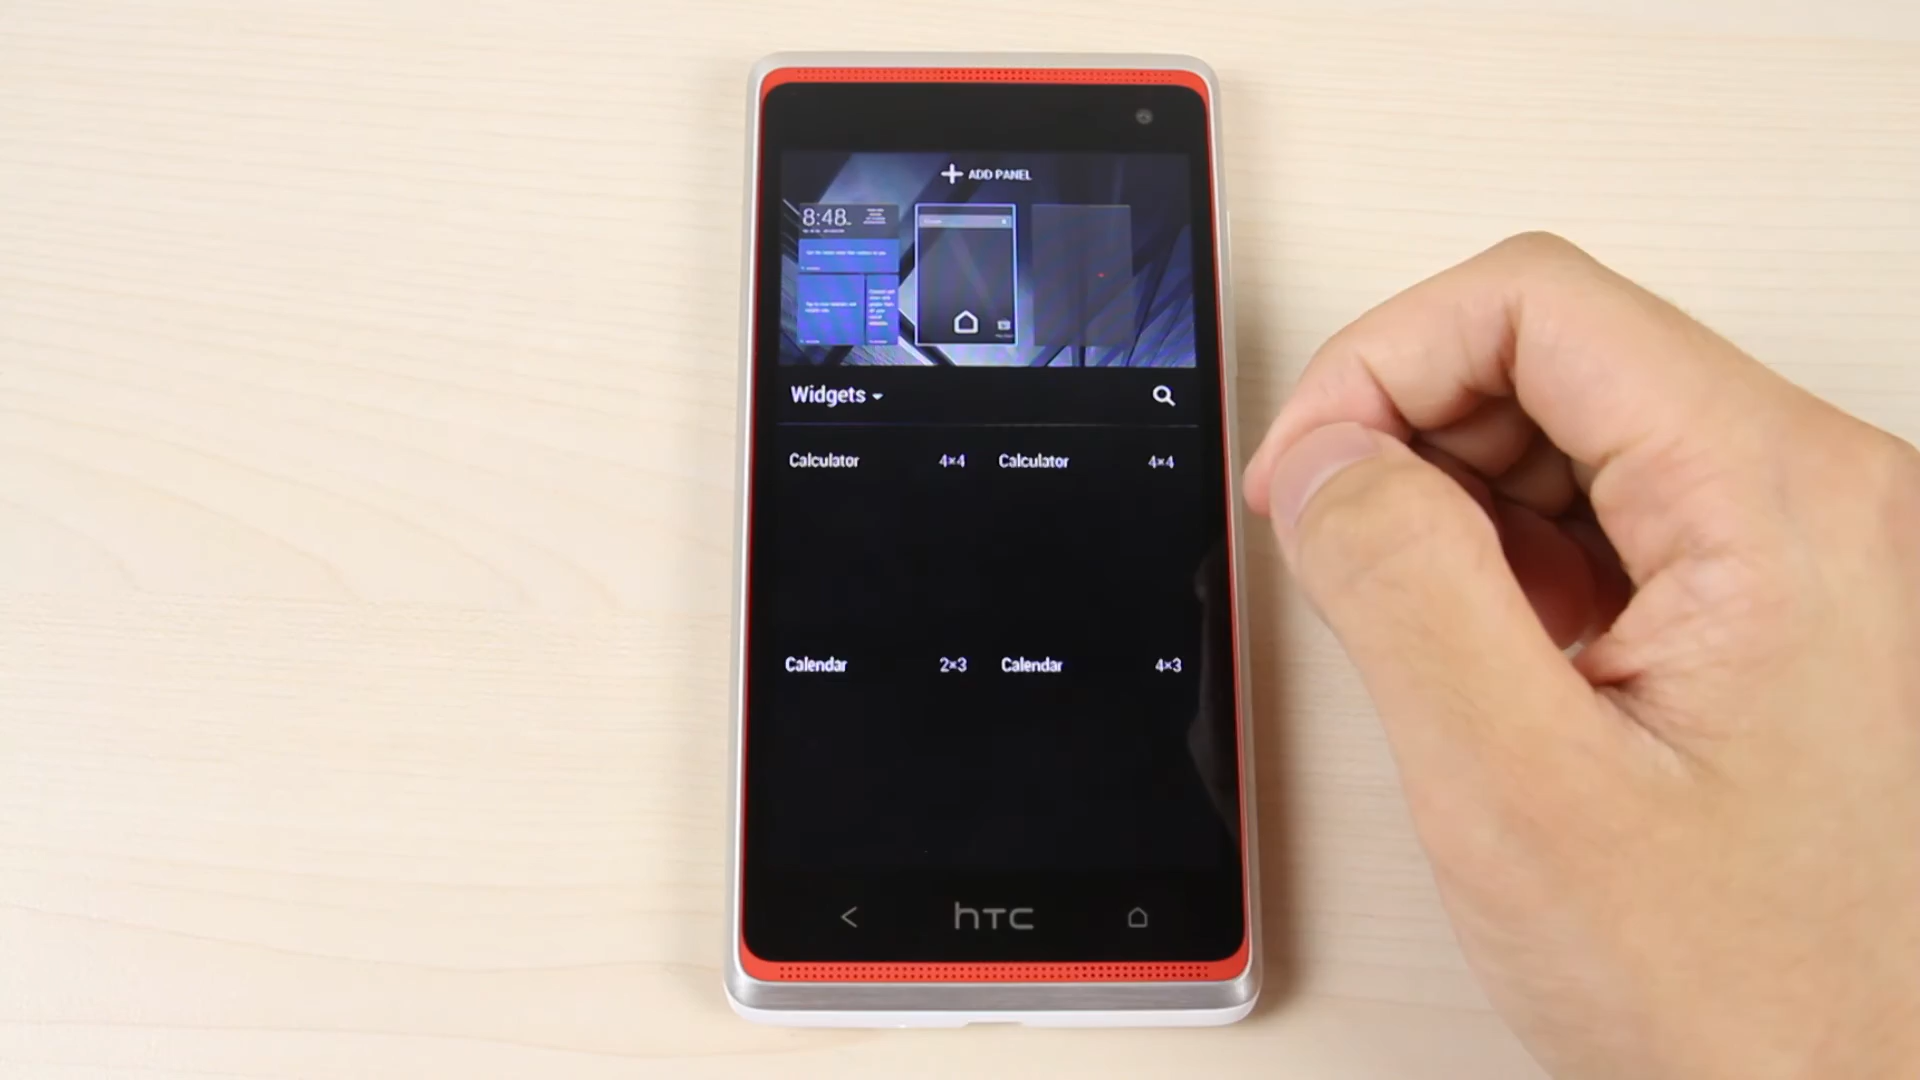 ADD PANEL
8:48
Widgets
Calculator 4×4 Calculator 4×4
Calendar 2×3 Calendar 4×3
hTC